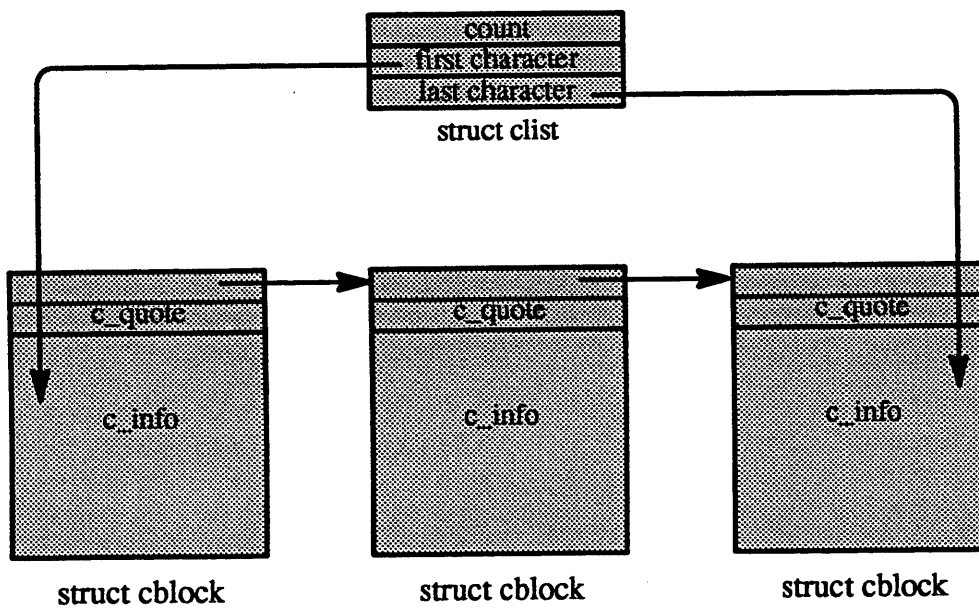 count
first character
last character
struct clist
c_quote
c_quote
c_quote
c_info
c_info
c_info
struct cblock
struct cblock
struct cblock